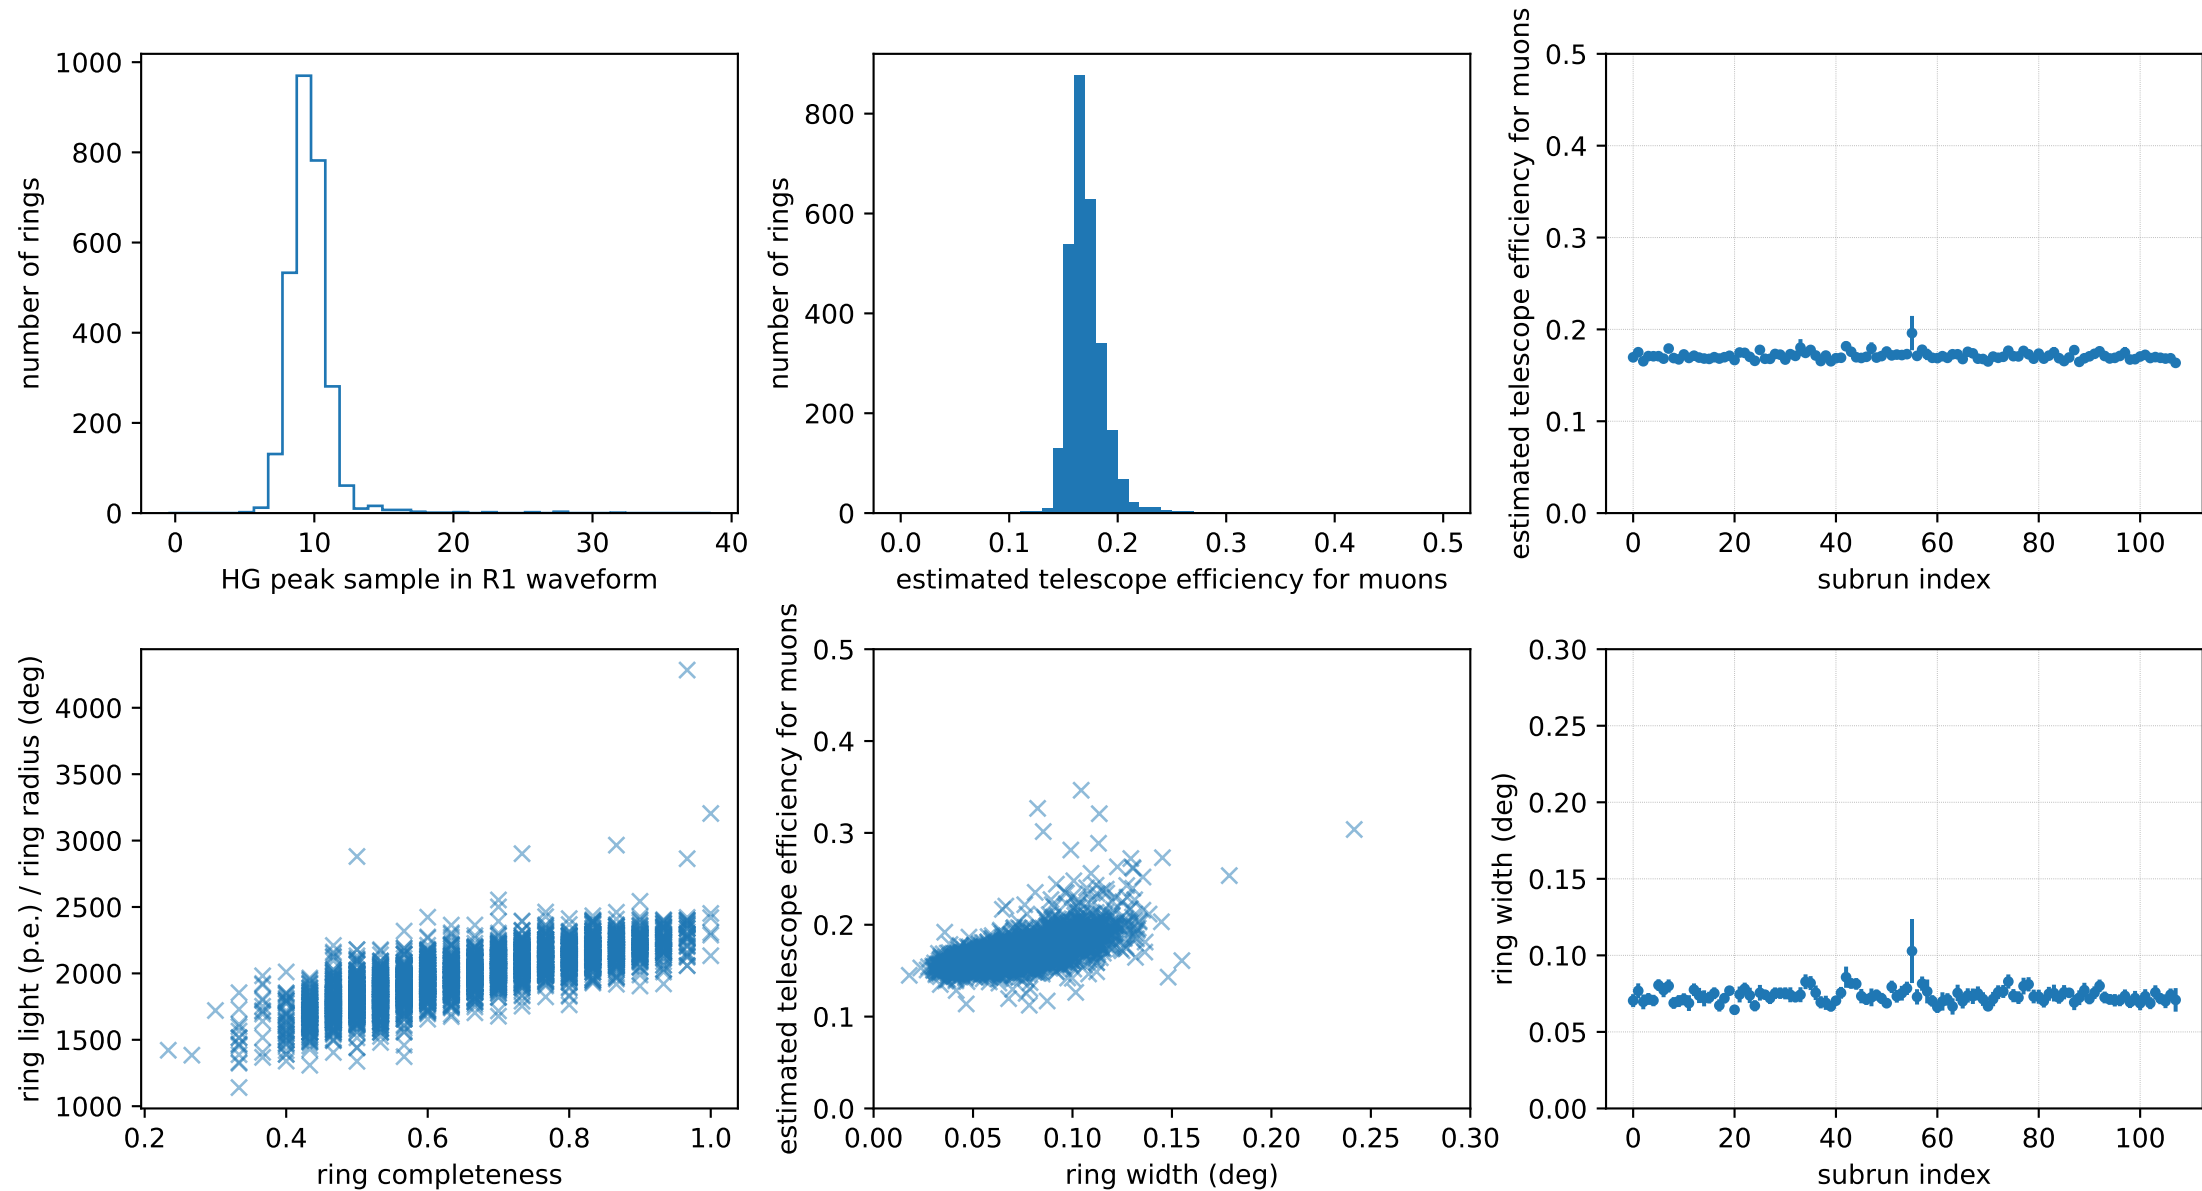 1000
800
600
400
200
0
number of rings
0 10 20 30 40
HG peak sample in R1 waveform
800
600
400
200
0
number of rings
0.0 0.1 0.2 0.3 0.4 0.5
estimated telescope efficiency for muons
0.5
0.4
0.3
0.2
0.1
0.0
estimated telescope efficiency for muons
0 20 40 60 80 100
subrun index
4000
3500
3000
2500
2000
1500
1000
ring light (p.e.) / ring radius (deg)
0.2 0.4 0.6 0.8 1.0
ring completeness
0.5
0.4
0.3
0.2
0.1
0.0
estimated telescope efficiency for muons
0.00 0.05 0.10 0.15 0.20 0.25 0.30
ring width (deg)
0.30
0.25
0.20
0.15
0.10
0.05
0.00
ring width (deg)
0 20 40 60 80 100
subrun index